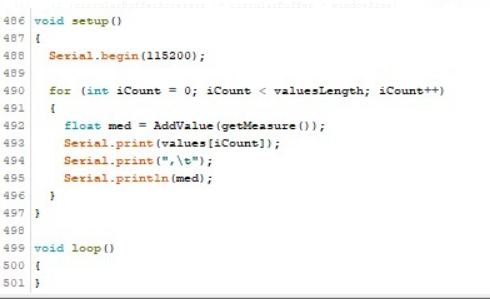 486 void setup()
487 {
488   Serial.begin(115200);
489
490   for (int iCount = 0; iCount < valuesLength; iCount++)
491   {
492     float med = AddValue(getMeasure());
493     Serial.print(values[iCount]);
494     Serial.print(",\t");
495     Serial.println(med);
496   }
497 }
498
499 void loop()
500 {
501 }